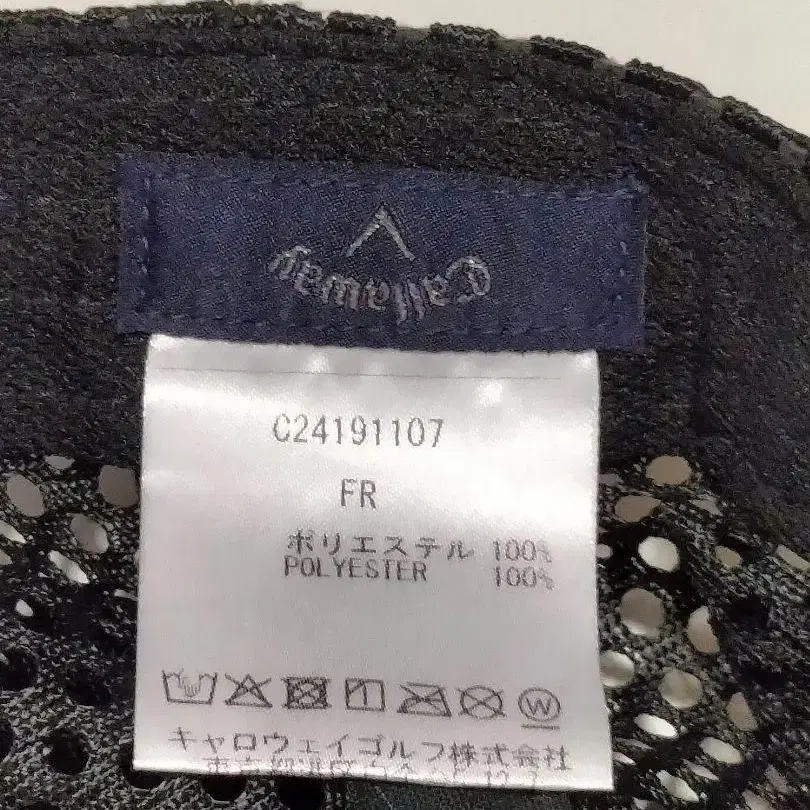 Callaway
C24191107
FR
ポリエステル 100%
POLYESTER 100%
W
キャロウェイゴルフ株式会社